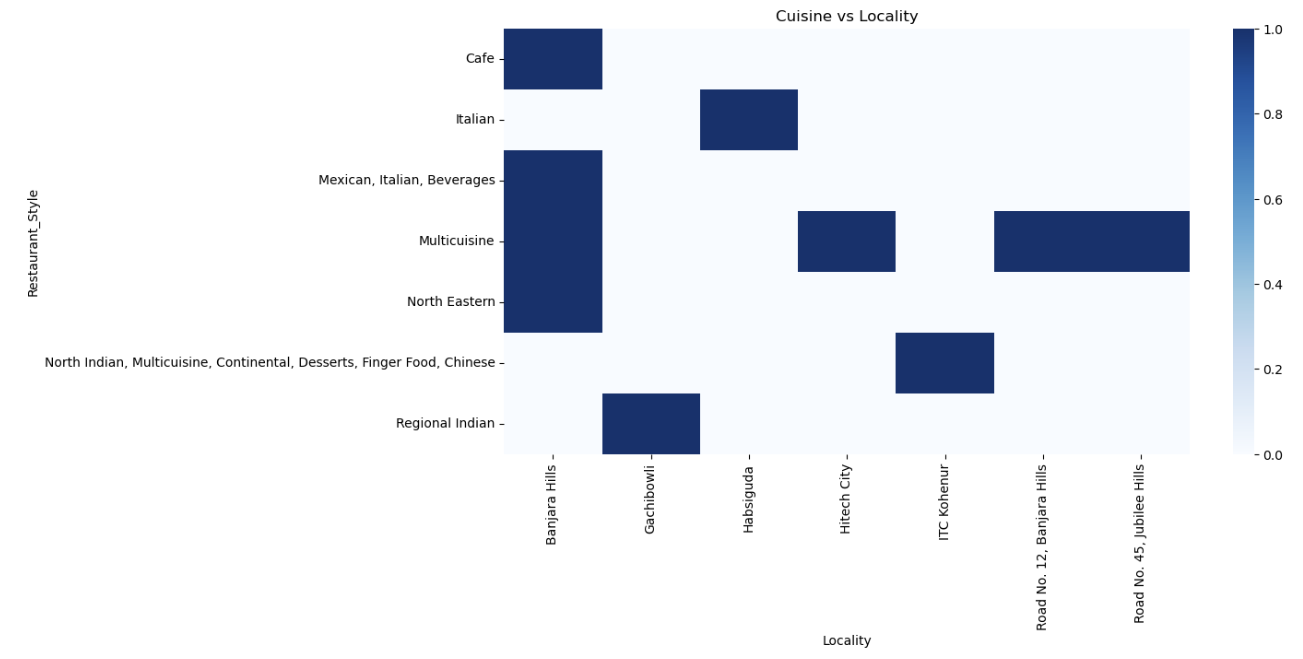 Cuisine vs Locality
Restaurant_Style
Cafe
Italian
Mexican, Italian, Beverages
Multicuisine
North Eastern
North Indian, Multicuisine, Continental, Desserts, Finger Food, Chinese
Regional Indian
Banjara Hills
Gachibowli
Habsiguda
Hitech City
ITC Kohenur
Road No. 12, Banjara Hills
Road No. 45, Jubilee Hills
Locality
1.0
0.8
0.6
0.4
0.2
0.0